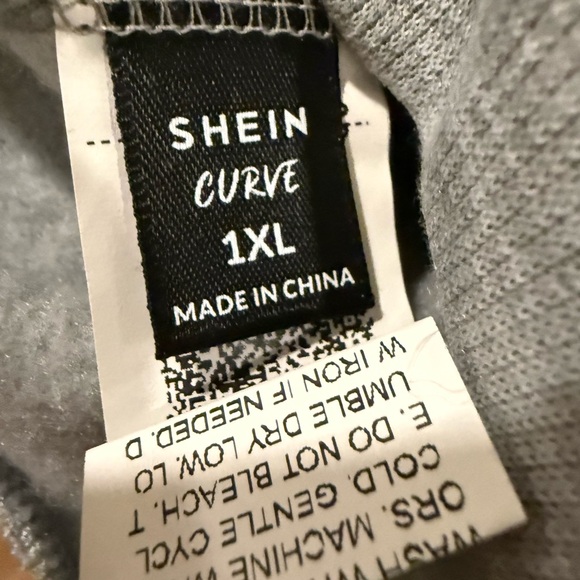 SHEIN
CURVE
1XL
MADE IN CHINA
WASH
ORS. MACHINE W
COLD. GENTLE CYCL
E. DO NOT BLEACH. T
UMBLE DRY LOW. LO
W IRON IF NEEDED. D